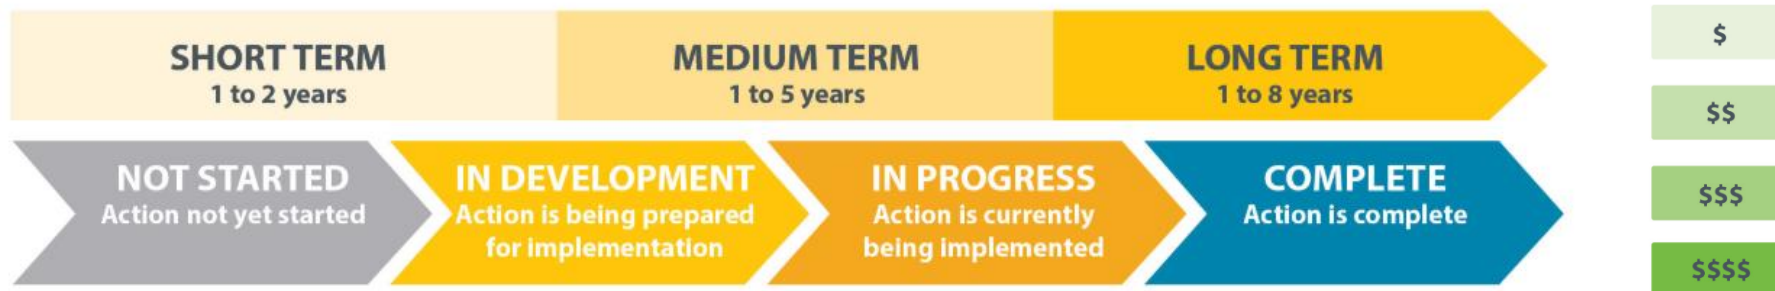 SHORT TERM
1 to 2 years
MEDIUM TERM
1 to 5 years
LONG TERM
1 to 8 years
NOT STARTED
Action not yet started
IN DEVELOPMENT
Action is being prepared
for implementation
IN PROGRESS
Action is currently
being implemented
COMPLETE
Action is complete
$
$$
$$$
$$$$